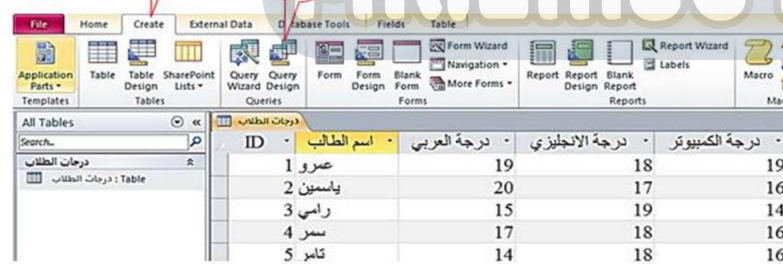 File Home Create External Data Database Tools Fields Table
Application Parts Table Table Design SharePoint Lists Query Wizard Query Design Form Form Design Blank Form Form Wizard Navigation More Forms Report Report Design Blank Report Report Wizard Labels Macro
Templates Tables Queries Forms Reports
All Tables درجات الطلاب
Search..
درجات الطلاب
درجات الطلاب : Table
ID اسم الطالب درجة العربي درجة الانجليزي درجة الكمبيوتر
1 عمرو 19 18 19
2 ياسمين 20 17 16
3 رامي 15 19 14
4 سمر 17 18 16
5 تامر 14 18 16